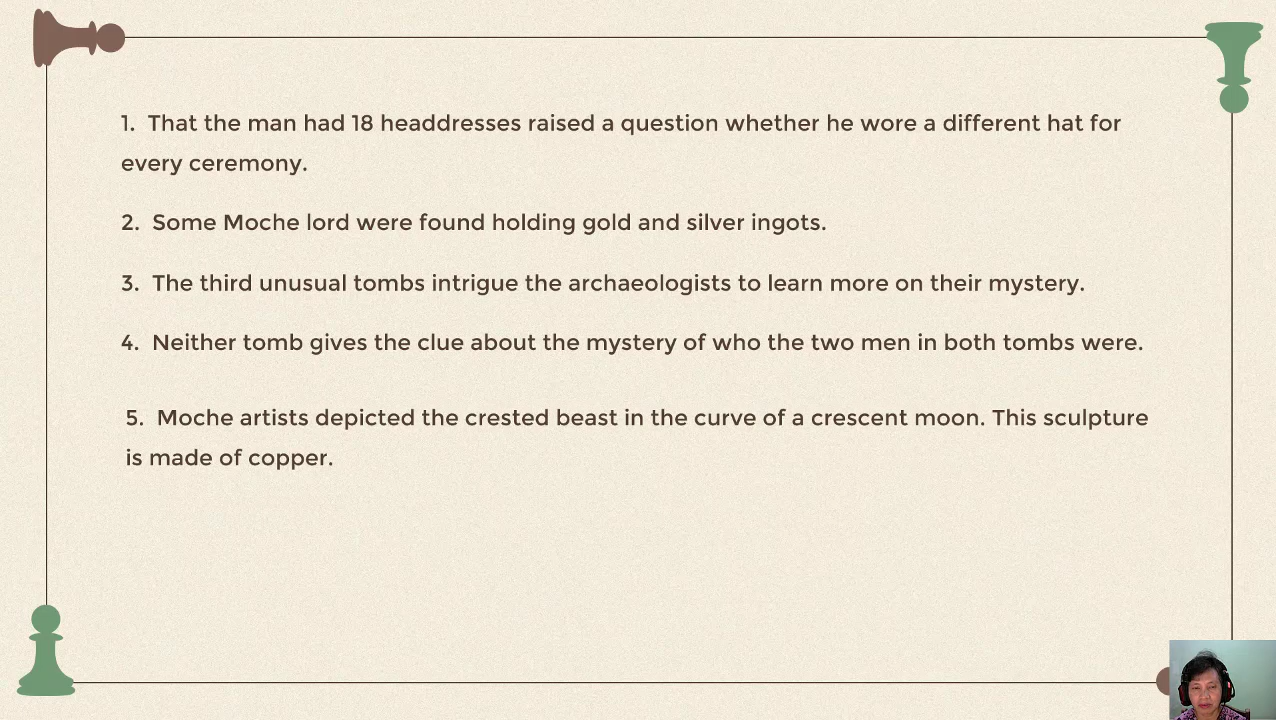 1. That the man had 18 headdresses raised a question whether he wore a different hat for
every ceremony.
2. Some Moche lord were found holding gold and silver ingots.
3. The third unusual tombs intrigue the archaeologists to learn more on their mystery.
4. Neither tomb gives the clue about the mystery of who the two men in both tombs were.
5. Moche artists depicted the crested beast in the curve of a crescent moon. This sculpture
is made of copper.